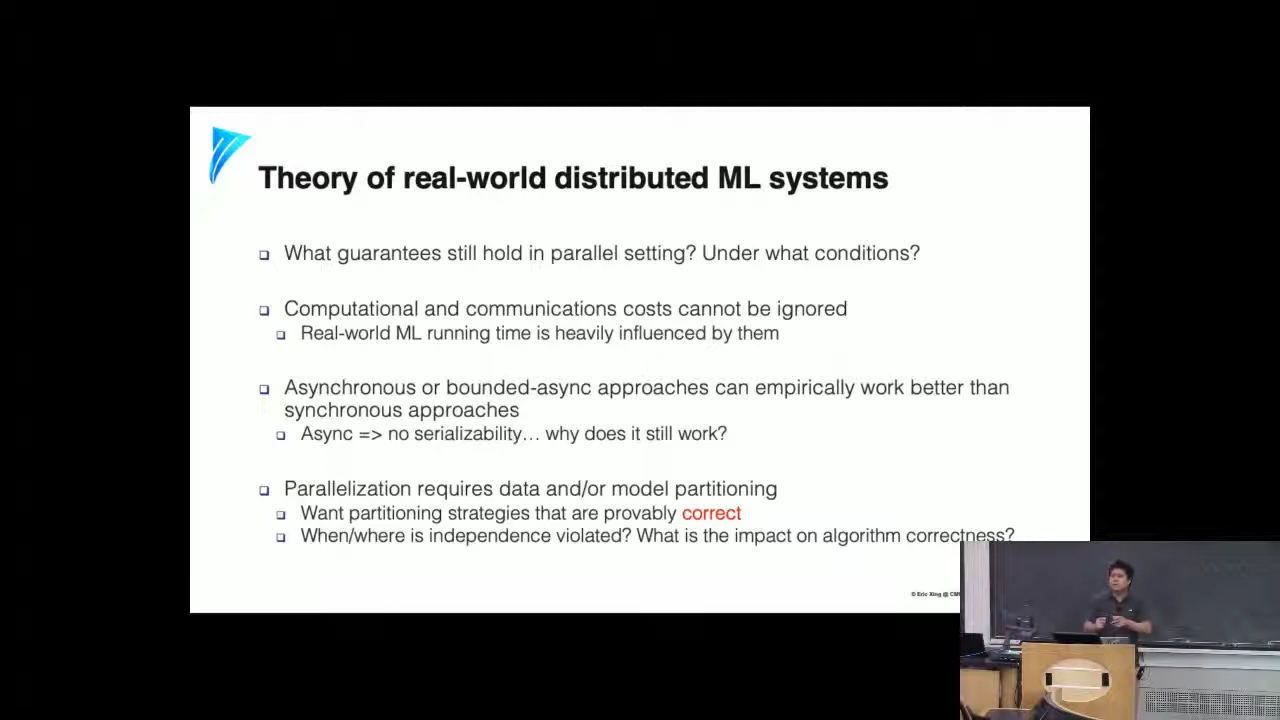 Theory of real-world distributed ML systems
What guarantees still hold in parallel setting? Under what conditions?
Computational and communications costs cannot be ignored
Real-world ML running time is heavily influenced by them
Asynchronous or bounded-async approaches can empirically work better than
synchronous approaches
Async => no serializability… why does it still work?
Parallelization requires data and/or model partitioning
Want partitioning strategies that are provably correct
When/where is independence violated? What is the impact on algorithm correctness?
© Eric Xing @ CM